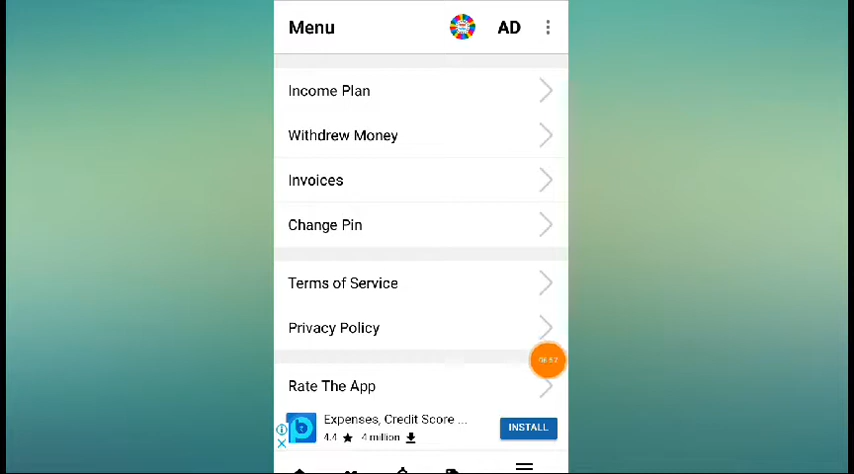 Menu
AD
Income Plan
Withdrew Money
Invoices
Change Pin
Terms of Service
Privacy Policy
Rate The App
Expenses, Credit Score ...
4.4 ★ 4 million
INSTALL